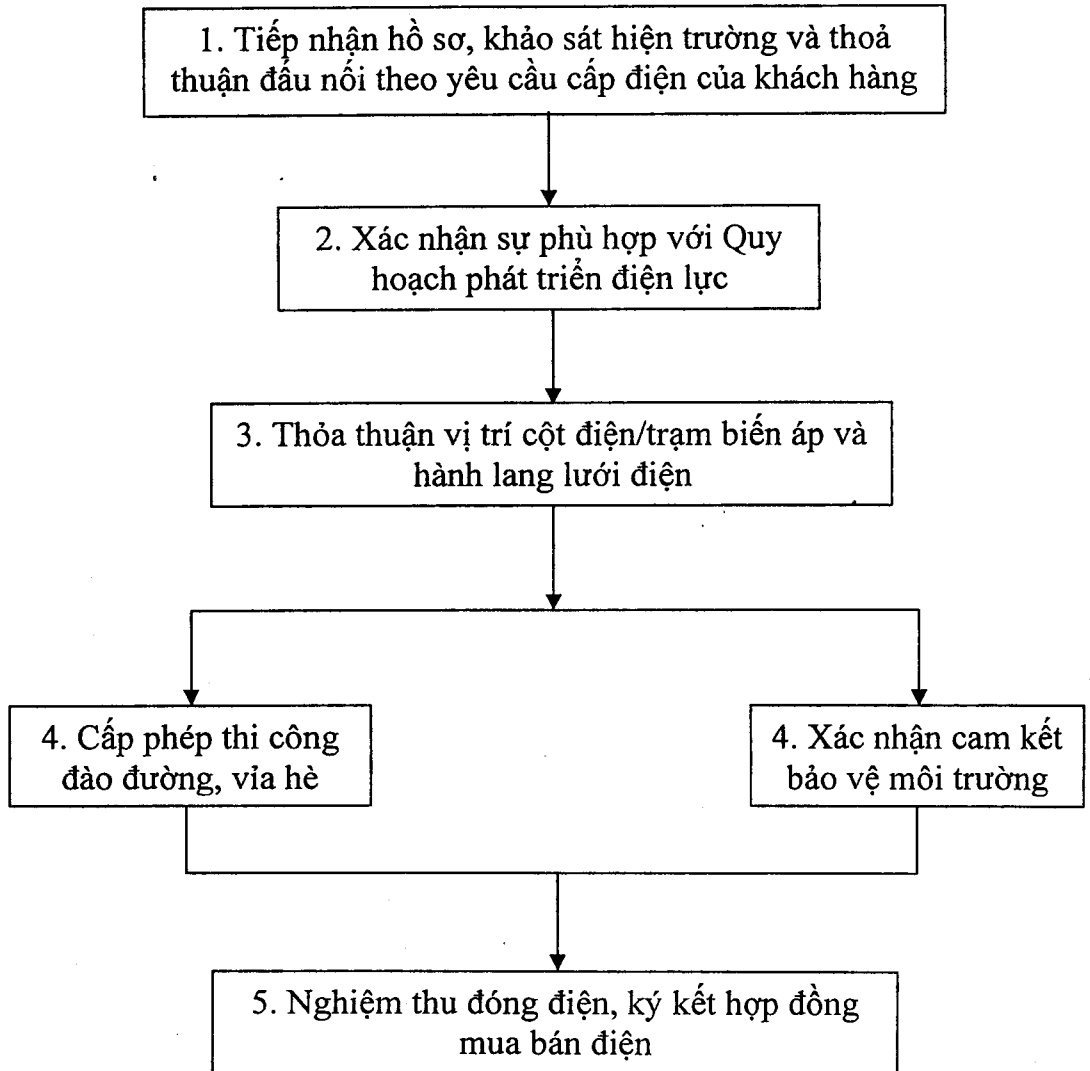 1. Tiếp nhận hồ sơ, khảo sát hiện trường và thoả
thuận đấu nối theo yêu cầu cấp điện của khách hàng
2. Xác nhận sự phù hợp với Quy
hoạch phát triển điện lực
3. Thỏa thuận vị trí cột điện/trạm biến áp và
hành lang lưới điện
4. Cấp phép thi công
đào đường, vỉa hè
4. Xác nhận cam kết
bảo vệ môi trường
5. Nghiệm thu đóng điện, ký kết hợp đồng
mua bán điện